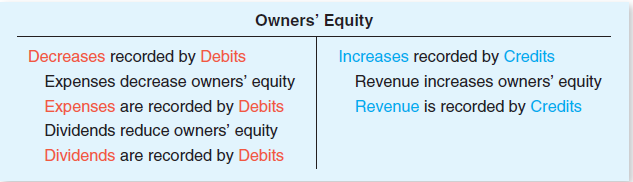 Owners' Equity
Decreases recorded by Debits
Expenses decrease owners' equity
Expenses are recorded by Debits
Dividends reduce owners' equity
Dividends are recorded by Debits
Increases recorded by Credits
Revenue increases owners' equity
Revenue is recorded by Credits